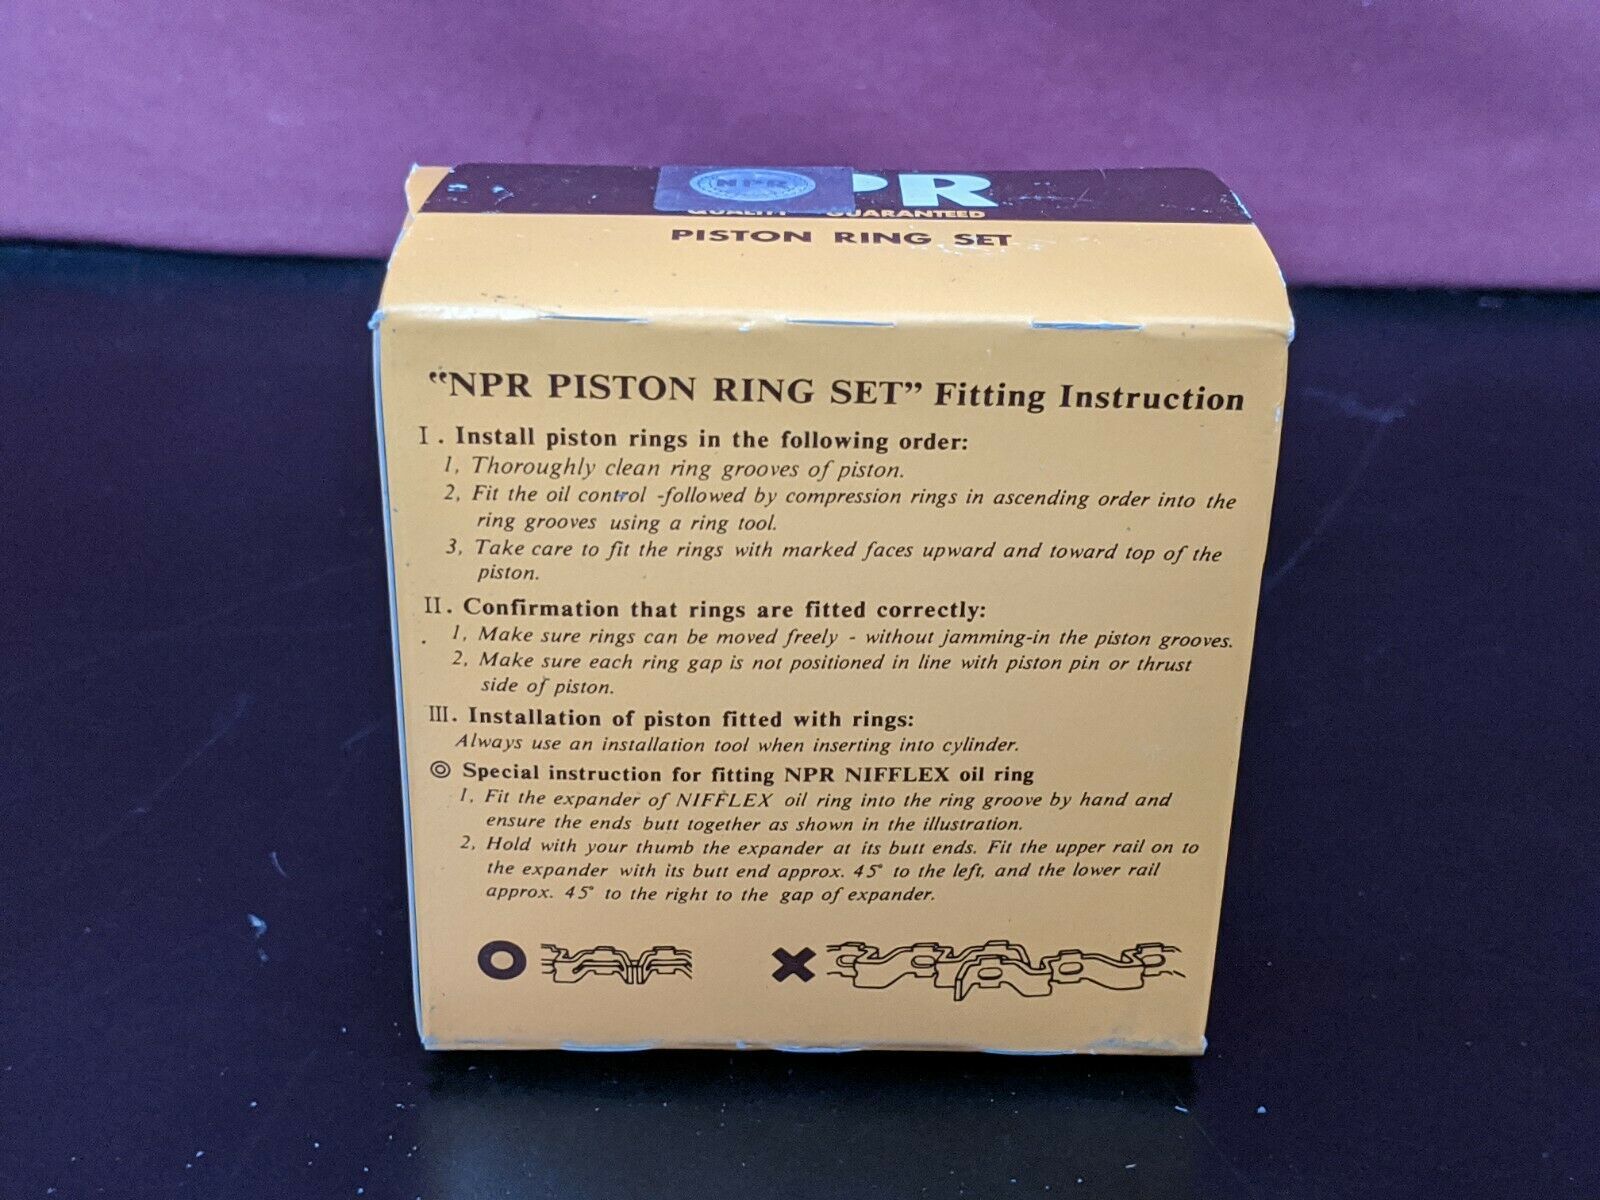 NPR
PR
QUALITY GUARANTEED
PISTON RING SET
“NPR PISTON RING SET” Fitting Instruction
I . Install piston rings in the following order:
1, Thoroughly clean ring grooves of piston.
2, Fit the oil control -followed by compression rings in ascending order into the
ring grooves using a ring tool.
3, Take care to fit the rings with marked faces upward and toward top of the
piston.
II. Confirmation that rings are fitted correctly:
1, Make sure rings can be moved freely - without jamming-in the piston grooves.
2, Make sure each ring gap is not positioned in line with piston pin or thrust
side of piston.
III. Installation of piston fitted with rings:
Always use an installation tool when inserting into cylinder.
◎ Special instruction for fitting NPR NIFFLEX oil ring
1, Fit the expander of NIFFLEX oil ring into the ring groove by hand and
ensure the ends butt together as shown in the illustration.
2, Hold with your thumb the expander at its butt ends. Fit the upper rail on to
the expander with its butt end approx. 45° to the left, and the lower rail
approx. 45° to the right to the gap of expander.